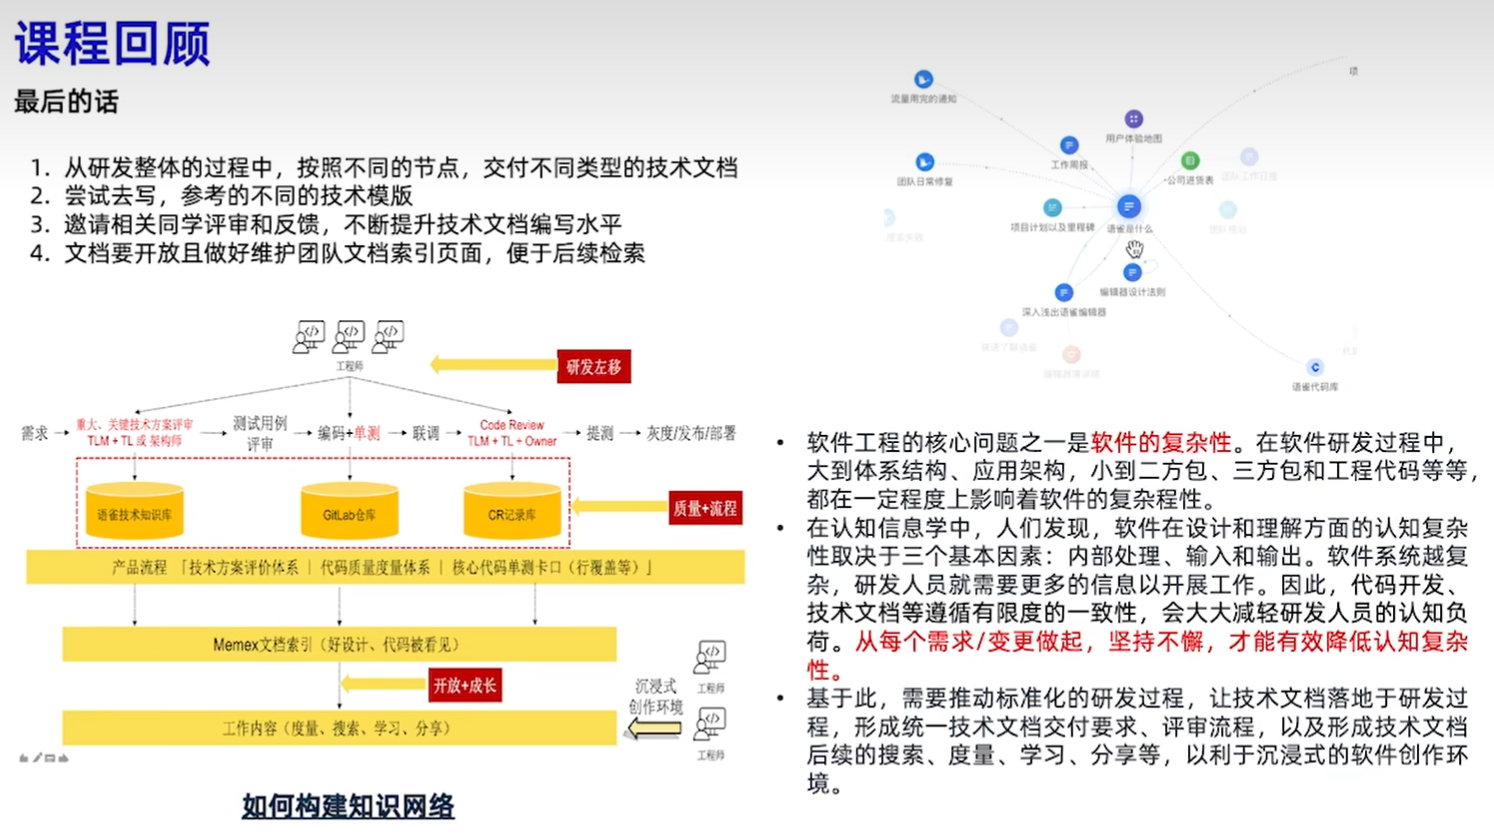 课程回顾
最后的话
1. 从研发整体的过程中，按照不同的节点，交付不同类型的技术文档
2. 尝试去写，参考的不同的技术模版
3. 邀请相关同学评审和反馈，不断提升技术文档编写水平
4. 文档要开放且做好维护团队文档索引页面，便于后续检索
工程师
研发左移
需求
重大、关键技术方案评审
TLM + TL 或 架构师
测试用例
评审
编码+单测
联调
Code Review
TLM + TL + Owner
提测
灰度/发布/部署
语雀技术知识库
GitLab仓库
CR记录库
质量+流程
产品流程 「技术方案评价体系 | 代码质量度量体系 | 核心代码单测卡口（行覆盖等）」
Memex文档索引（好设计、代码被看见）
开放+成长
工程师
沉浸式
创作环境
工作内容（度量、搜索、学习、分享）
工程师
如何构建知识网络
流量用完的通知
项
用户体验地图
工作周报
公司进货表
团队工作日报
团队日常修复
项目计划以及里程碑
语雀是什么
团队规划
编辑器设计法则
深入浅出语雀编辑器
语雀代码库
• 软件工程的核心问题之一是软件的复杂性。在软件研发过程中，
大到体系结构、应用架构，小到二方包、三方包和工程代码等等，
都在一定程度上影响着软件的复杂程性。
• 在认知信息学中，人们发现，软件在设计和理解方面的认知复杂
性取决于三个基本因素：内部处理、输入和输出。软件系统越复
杂，研发人员就需要更多的信息以开展工作。因此，代码开发、
技术文档等遵循有限度的一致性，会大大减轻研发人员的认知负
荷。从每个需求/变更做起，坚持不懈，才能有效降低认知复杂
性。
• 基于此，需要推动标准化的研发过程，让技术文档落地于研发过
程，形成统一技术文档交付要求、评审流程，以及形成技术文档
后续的搜索、度量、学习、分享等，以利于沉浸式的软件创作环
境。